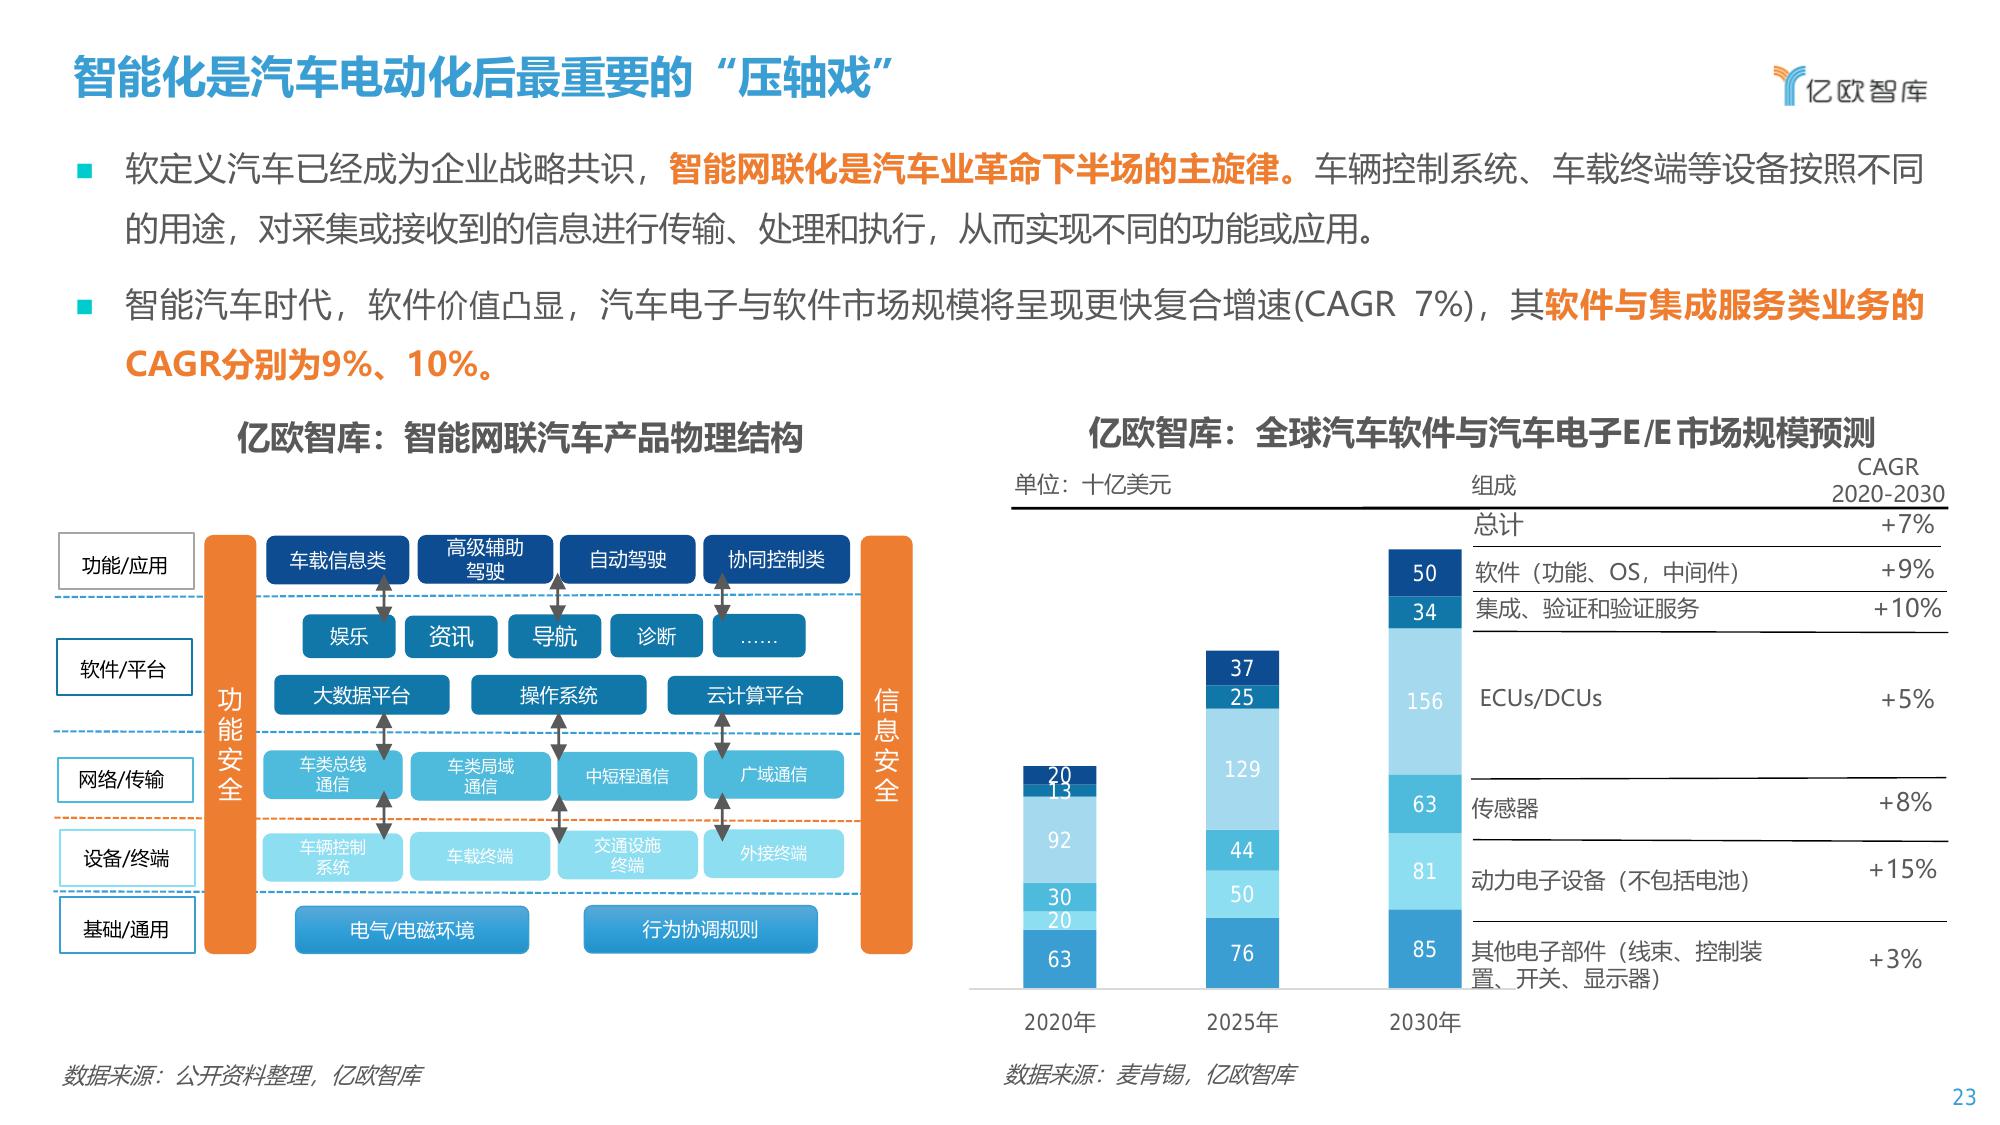 智能化是汽车电动化后最重要的“压轴戏”
亿欧智库
软定义汽车已经成为企业战略共识，智能网联化是汽车业革命下半场的主旋律。车辆控制系统、车载终端等设备按照不同
的用途，对采集或接收到的信息进行传输、处理和执行，从而实现不同的功能或应用。
智能汽车时代，软件价值凸显，汽车电子与软件市场规模将呈现更快复合增速(CAGR 7%)，其软件与集成服务类业务的
CAGR分别为9%、10%。
亿欧智库：智能网联汽车产品物理结构
功能/应用
软件/平台
网络/传输
设备/终端
基础/通用
功能安全
车载信息类
高级辅助
驾驶
自动驾驶
协同控制类
娱乐
资讯
导航
诊断
……
大数据平台
操作系统
云计算平台
车类总线
通信
车类局域
通信
中短程通信
广域通信
车辆控制
系统
车载终端
交通设施
终端
外接终端
电气/电磁环境
行为协调规则
信息安全
数据来源：公开资料整理，亿欧智库
亿欧智库：全球汽车软件与汽车电子E/E市场规模预测
单位：十亿美元
组成
CAGR
2020-2030
总计
+7%
软件（功能、OS，中间件）
+9%
集成、验证和验证服务
+10%
ECUs/DCUs
+5%
传感器
+8%
动力电子设备（不包括电池）
+15%
其他电子部件（线束、控制装
置、开关、显示器）
+3%
20
13
92
30
20
63
37
25
129
44
50
76
50
34
156
63
81
85
2020年
2025年
2030年
数据来源：麦肯锡，亿欧智库
23